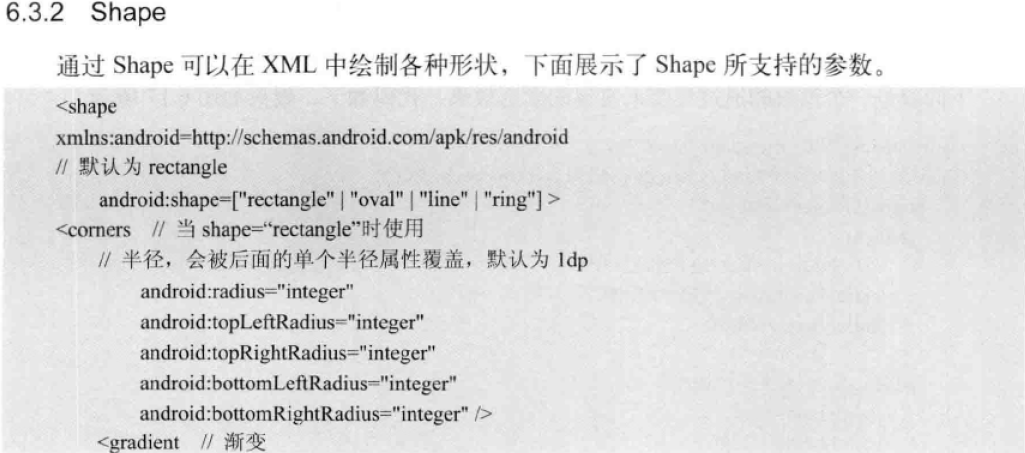 6.3.2 Shape
通过 Shape 可以在 XML 中绘制各种形状，下面展示了 Shape 所支持的参数。
<shape
xmlns:android=http://schemas.android.com/apk/res/android
// 默认为 rectangle
android:shape=["rectangle" | "oval" | "line" | "ring"] >
<corners // 当 shape=“rectangle”时使用
// 半径，会被后面的单个半径属性覆盖，默认为 1dp
android:radius="integer"
android:topLeftRadius="integer"
android:topRightRadius="integer"
android:bottomLeftRadius="integer"
android:bottomRightRadius="integer" />
<gradient // 渐变